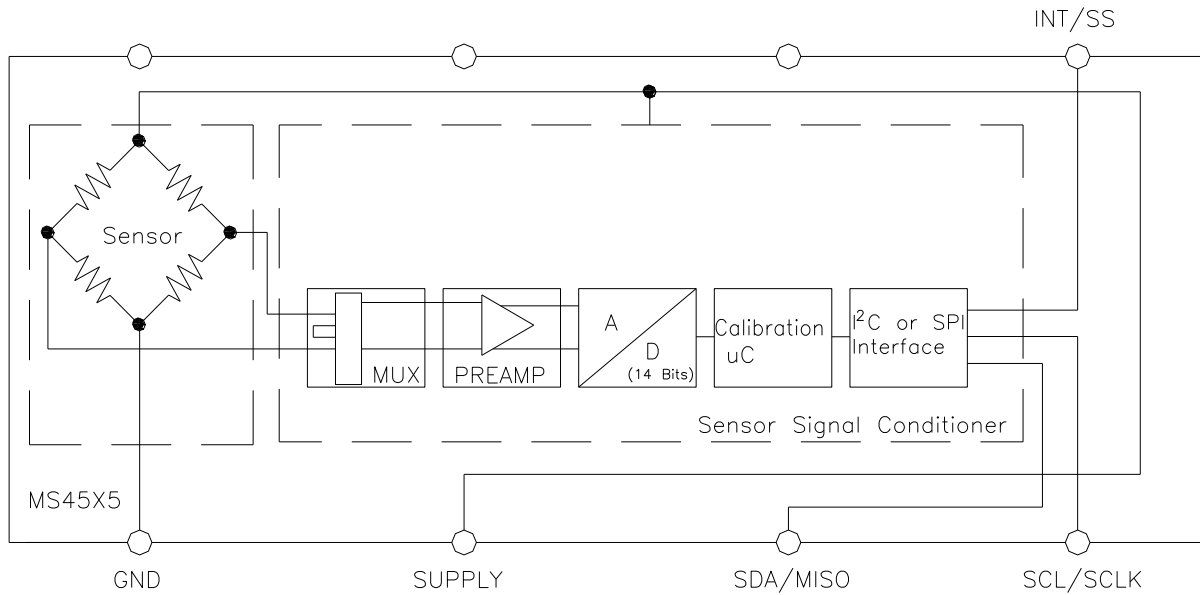 INT/SS
Sensor
A
D
(14 Bits)
MUX
PREAMP
Calibration
uC
I²C or SPI
Interface
Sensor Signal Conditioner
MS45X5
GND
SUPPLY
SDA/MISO
SCL/SCLK